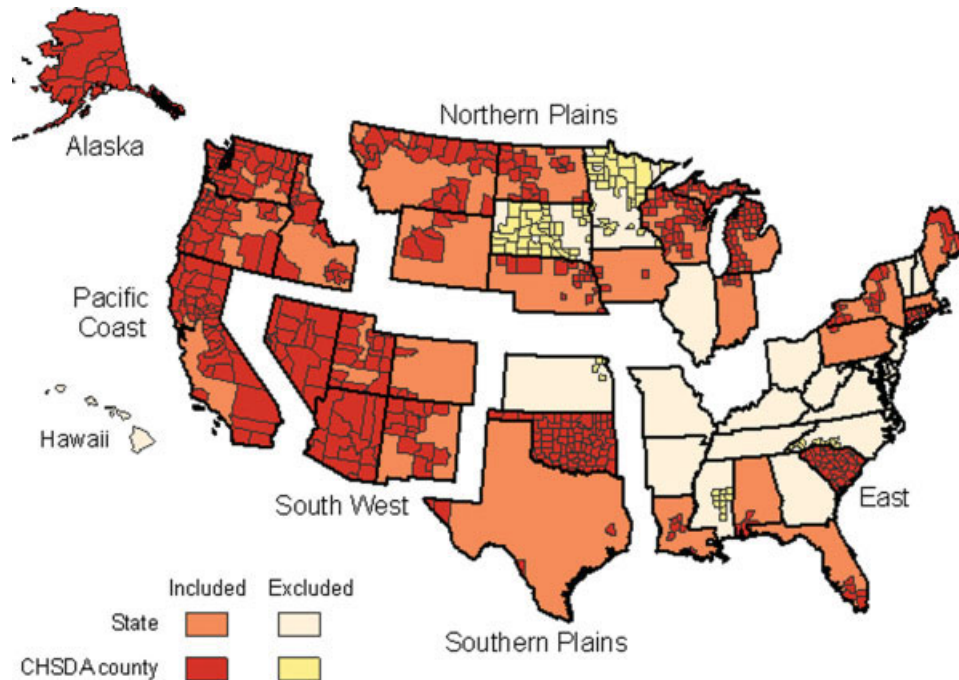 Northern Plains
Alaska
Pacific
Coast
Hawaii
South West
East
Southern Plains
Included Excluded
State
CHSDA county